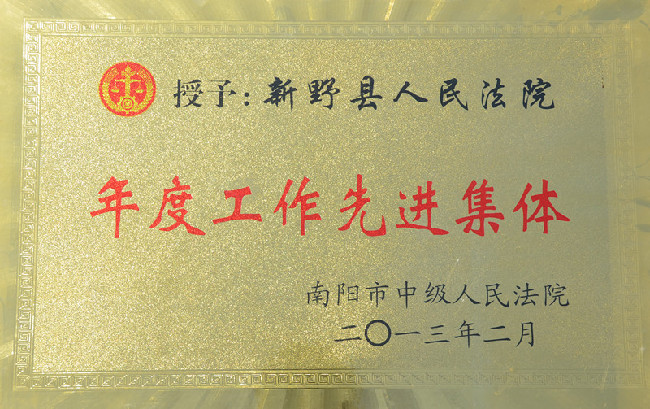 授予:新野县人民法院
年度工作先进集体
南阳市中级人民法院
二〇一三年二月